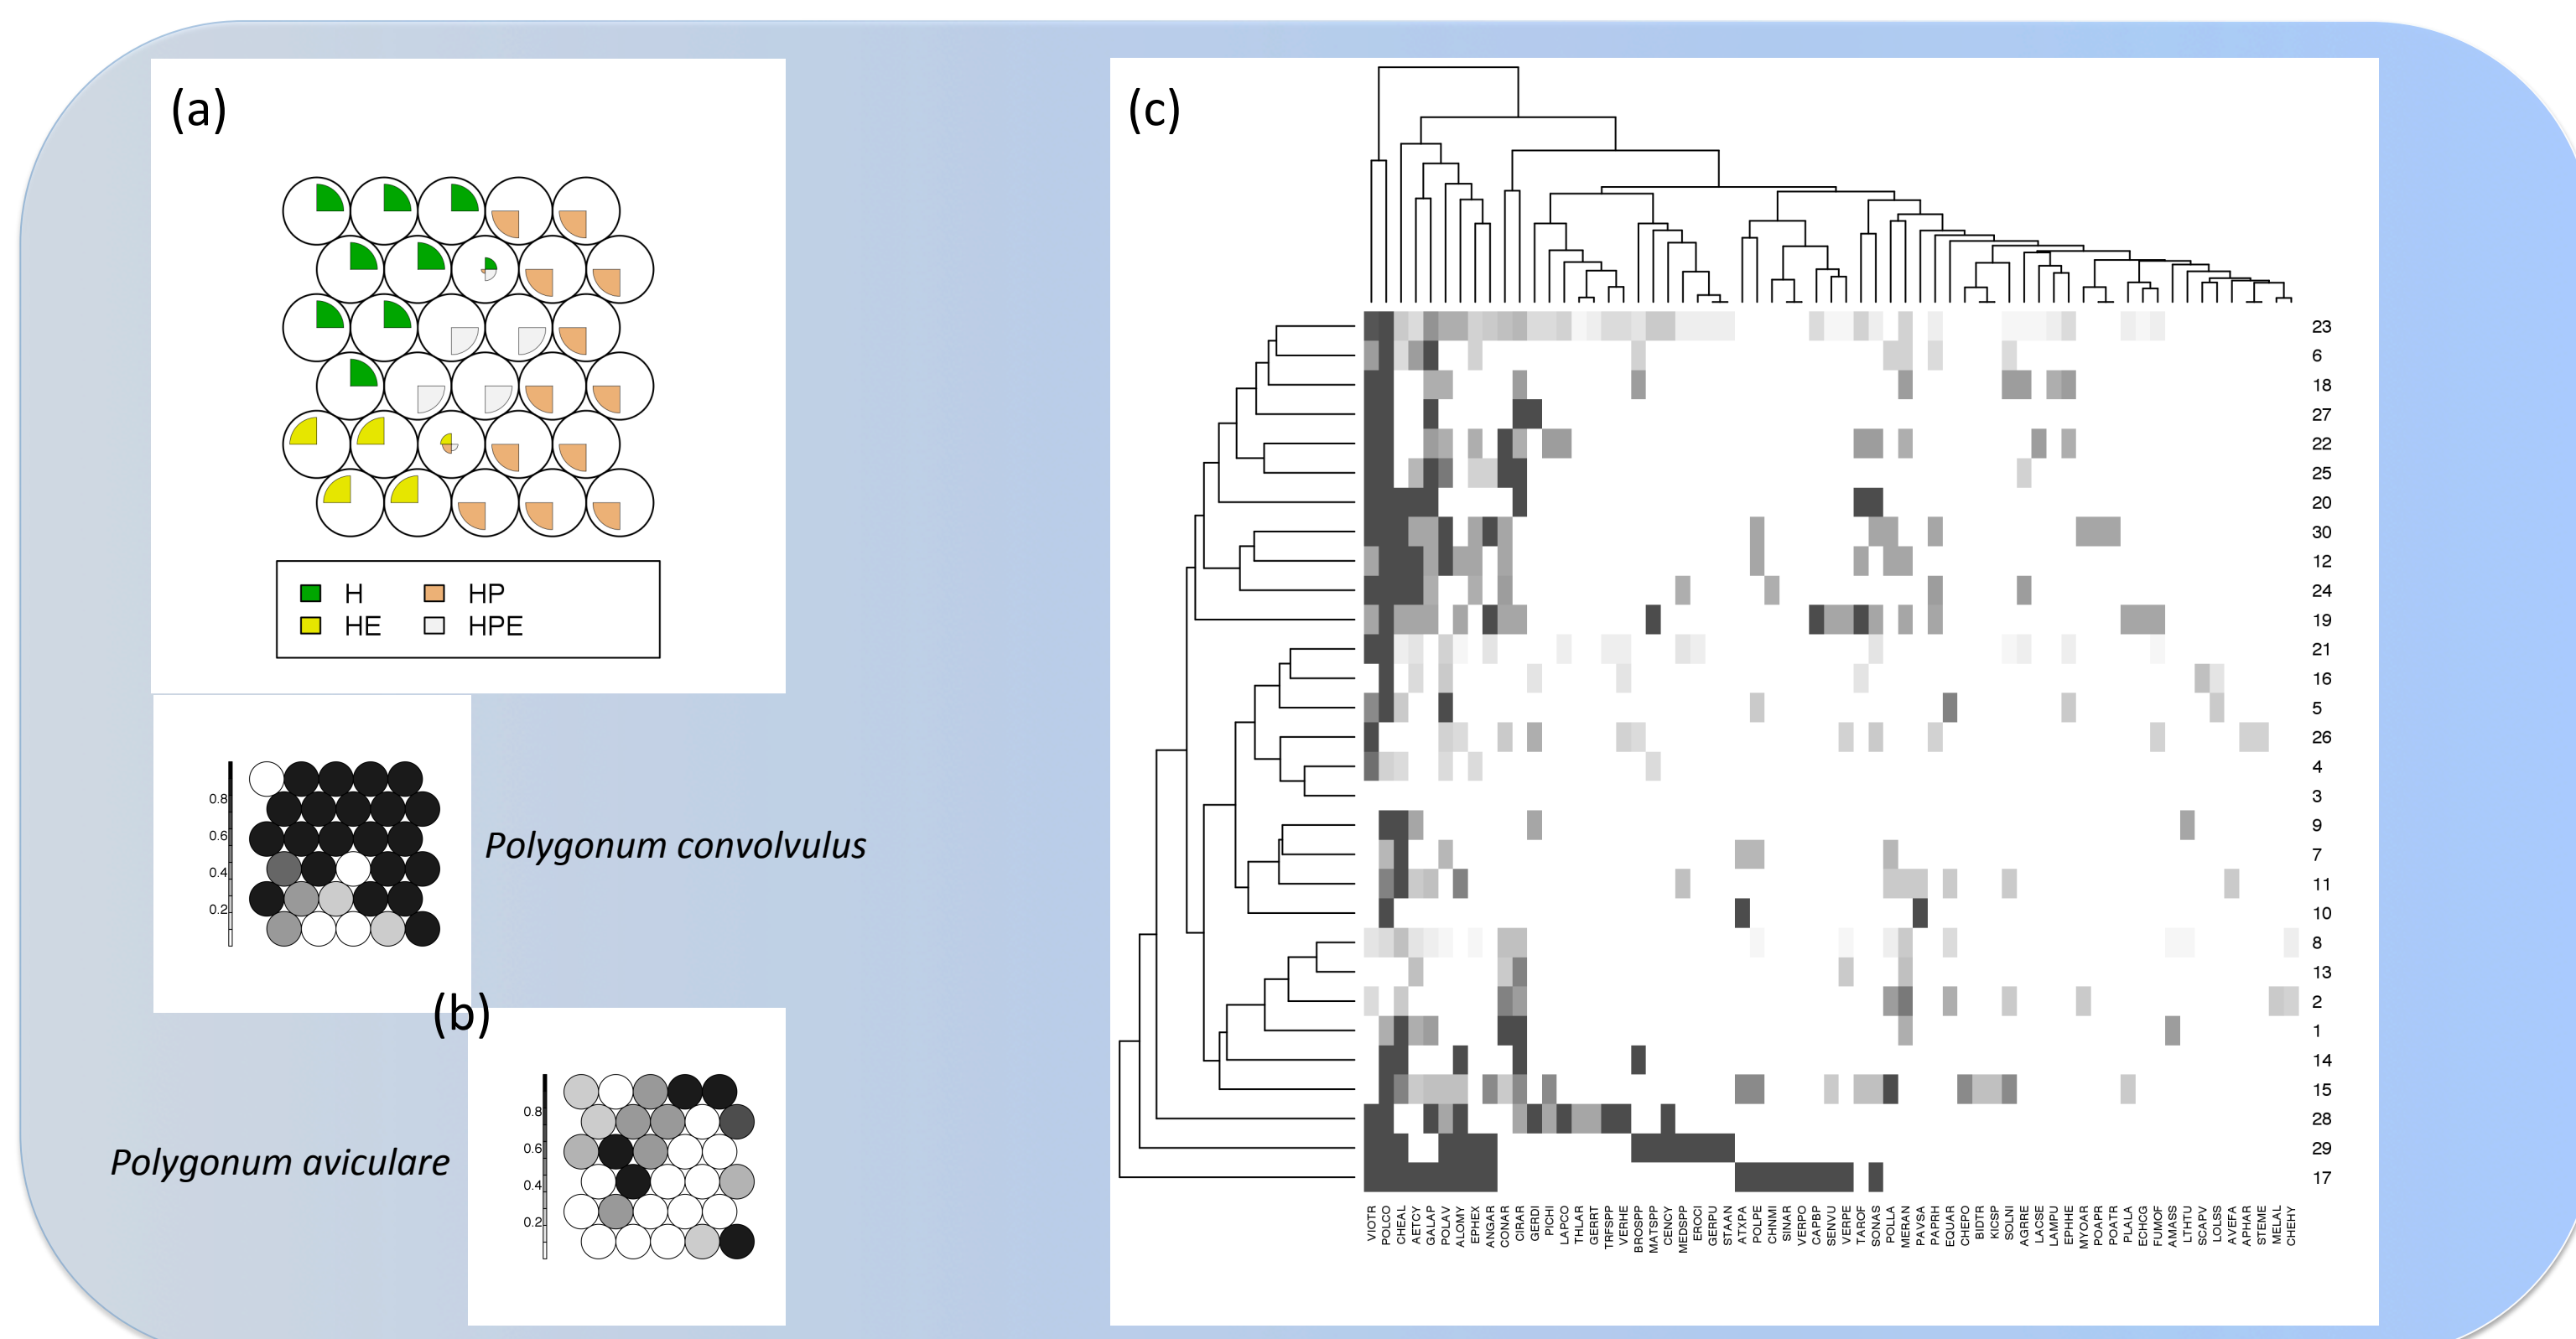 (a)
H HP
HE HPE
0.8
0.6
0.4
0.2
Polygonum convolvulus
(b)
0.8
0.6
0.4
0.2
Polygonum aviculare
(c)
23
6
18
27
22
25
20
30
12
24
19
21
16
5
26
4
3
9
7
11
10
8
13
2
1
14
15
28
29
17
VIOTR
POLCO
CHEAL
AETCY
GALAP
POLAV
ALOMY
EPHEX
ANGAR
CONAR
CIRAR
GERDI
PICHI
LAPCO
THLAR
GERRT
TRFSPP
VERHE
BROSPP
MATSPP
CENCY
MEDSPP
EROCI
GERPU
STAAN
ATXPA
POLPE
CHNMI
SINAR
VERPO
CAPBP
SENVU
VERPE
TAROF
SONAS
POLLA
MERAN
PAVSA
PAPRH
EQUAR
CHEPO
BIDTR
KICSP
SOLNI
AGRRE
LACSE
LAMPU
EPHHE
MYOAR
POAPR
POATR
PLALA
ECHCG
FUMOF
AMASS
LTHTU
SCAPV
LOLSS
AVEFA
APHAR
STEME
MELAL
CHEHY